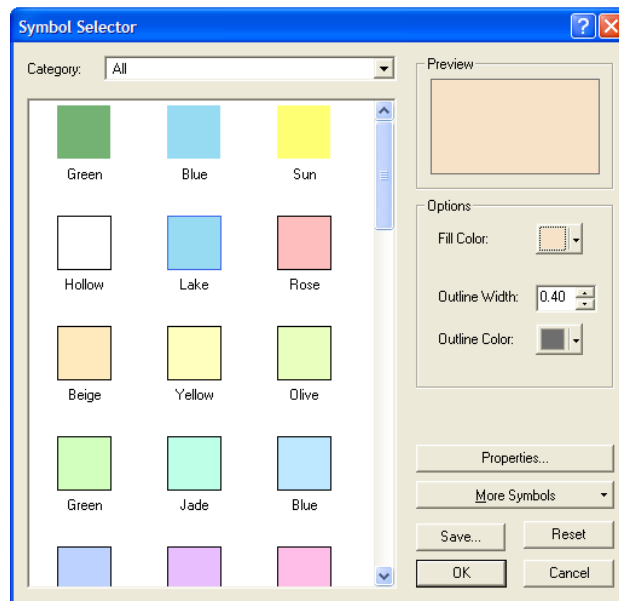 Symbol Selector
?
Category: All
Green Blue Sun
Hollow Lake Rose
Beige Yellow Olive
Green Jade Blue
Preview
Options
Fill Color:
Outline Width: 0.40
Outline Color:
Properties...
More Symbols
Save... Reset
OK Cancel